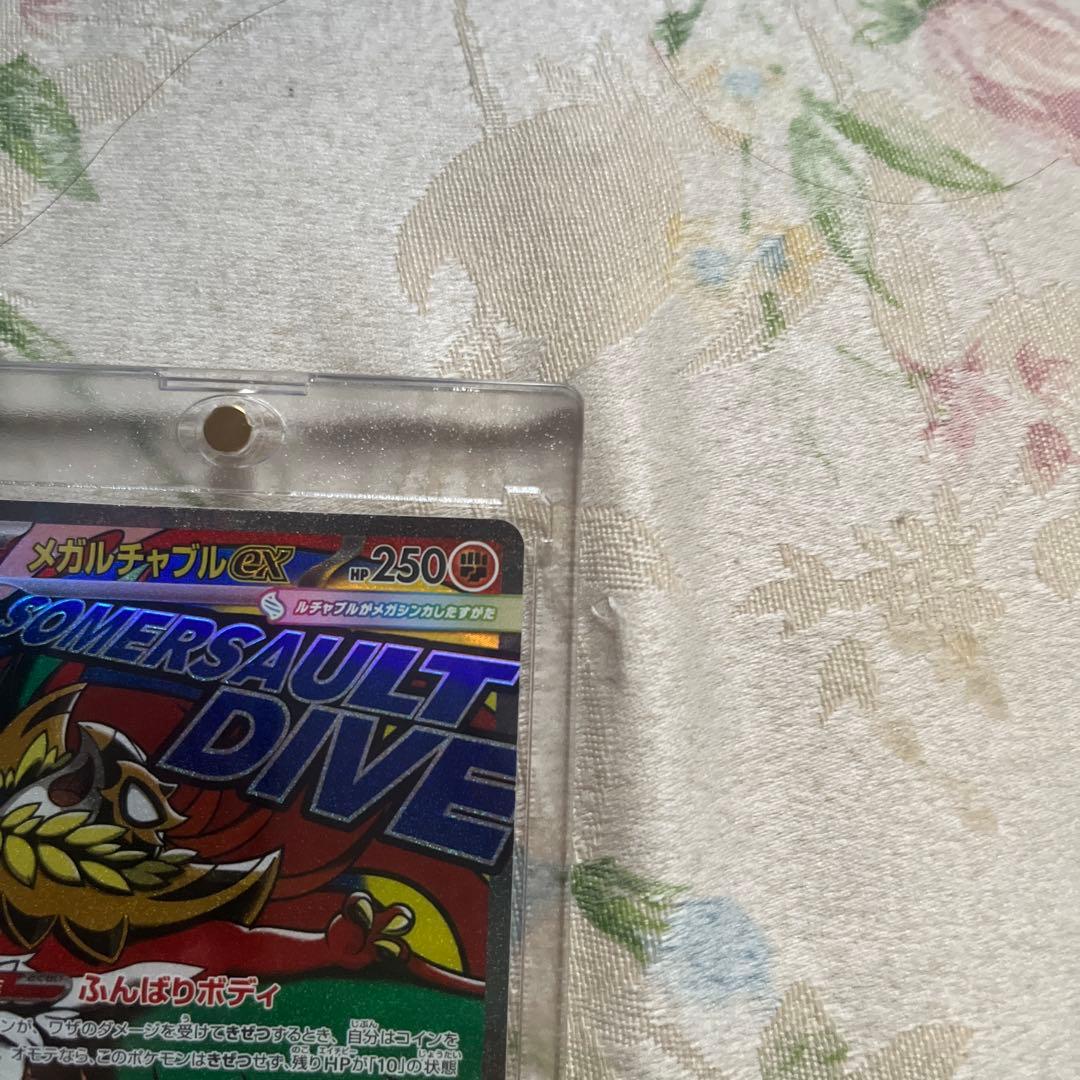 メガルチャブルex HP250
ルチャブルがメガシンカしたすがた
SOMERSAULT
DIVE
ふんばりボディ
が、ワザのダメージを受けてきぜつするとき、自分はコインを
オモテなら、このポケモンはきぜつせず、残りHPが「10」の状態